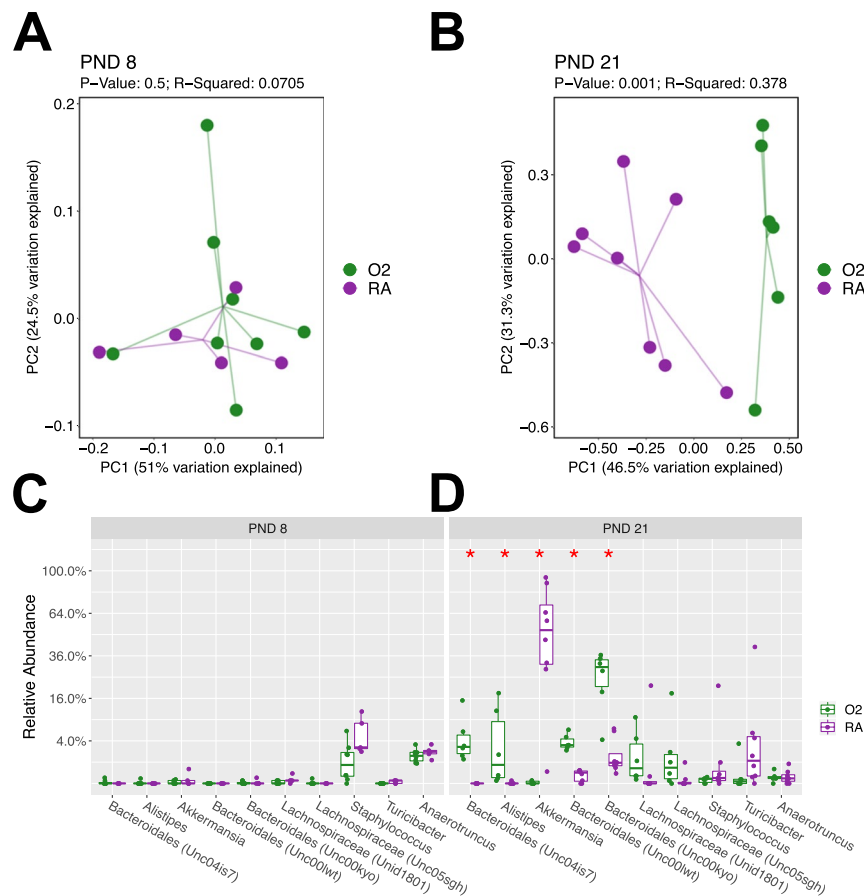 A
PND 8
P-Value: 0.5; R-Squared: 0.0705
PC2 (24.5% variation explained)
0.2
0.1
0.0
−0.1
−0.2
−0.1
0.0
0.1
PC1 (51% variation explained)
O2
RA
B
PND 21
P-Value: 0.001; R-Squared: 0.378
PC2 (31.3% variation explained)
0.3
0.0
−0.3
−0.6
−0.50
−0.25
0.00
0.25
0.50
PC1 (46.5% variation explained)
O2
RA
C
PND 8
Relative Abundance
100.0%
64.0%
36.0%
16.0%
4.0%
Bacteroidales (Unc04is7)
Alistipes
Akkermansia
Bacteroidales (Unc00lwt)
Bacteroidales (Unc00kyo)
Lachnospiraceae (Unid1801)
Lachnospiraceae (Unc05sgh)
Staphylococcus
Turicibacter
Anaerotruncus
D
PND 21
* * * * *
Bacteroidales (Unc04is7)
Alistipes
Akkermansia
Bacteroidales (Unc00lwt)
Bacteroidales (Unc00kyo)
Lachnospiraceae (Unid1801)
Lachnospiraceae (Unc05sgh)
Staphylococcus
Turicibacter
Anaerotruncus
O2
RA